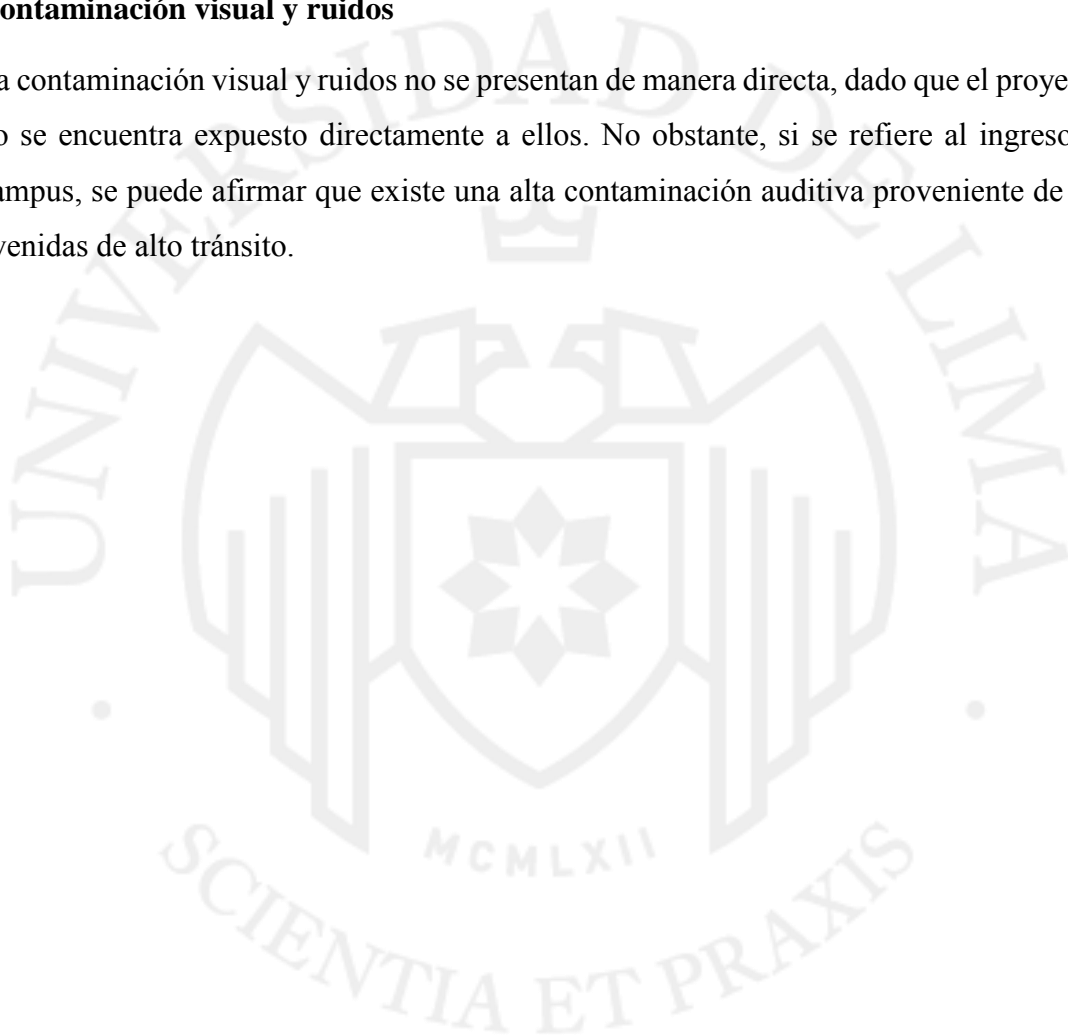 ontaminación visual y ruidos
a contaminación visual y ruidos no se presentan de manera directa, dado que el proye
o se encuentra expuesto directamente a ellos. No obstante, si se refiere al ingreso
ampus, se puede afirmar que existe una alta contaminación auditiva proveniente de
venidas de alto tránsito.
UNIVERSIDAD DE LIMA
MCMLXII
SCIENTIA ET PRAXIS